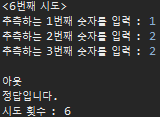 <6번째 시도>
추측하는 1번째 숫자를 입력 : 1
추측하는 2번째 숫자를 입력 : 2
추측하는 3번째 숫자를 입력 : 2
아웃
정답입니다.
시도 횟수 : 6